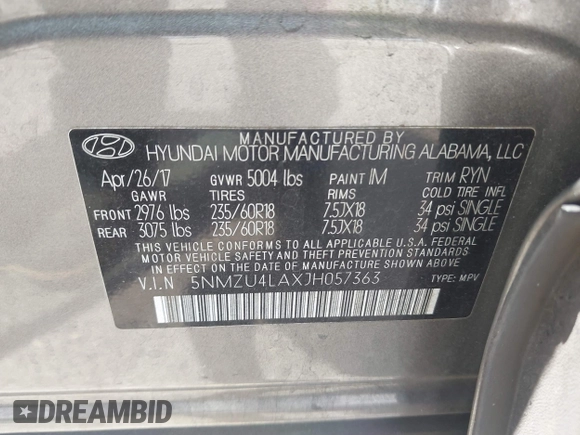 MANUFACTURED BY
HYUNDAI MOTOR MANUFACTURING ALABAMA, LLC
Apr/26/17 GVWR 5004 lbs PAINT 1M TRIM RYN
GAWR TIRES RIMS COLD TIRE INFL
FRONT 2976 lbs 235/60R18 7.5JX18 34 psi SINGLE
REAR 3075 lbs 235/60R18 7.5JX18 34 psi SINGLE
THIS VEHICLE CONFORMS TO ALL APPLICABLE U.S.A. FEDERAL
MOTOR VEHICLE SAFETY AND THEFT PREVENTION STANDARDS
IN EFFECT ON THE DATE OF MANUFACTURE SHOWN ABOVE.
V.I.N 5NMZU4LAXJH057363 TYPE: MPV
DREAMBID